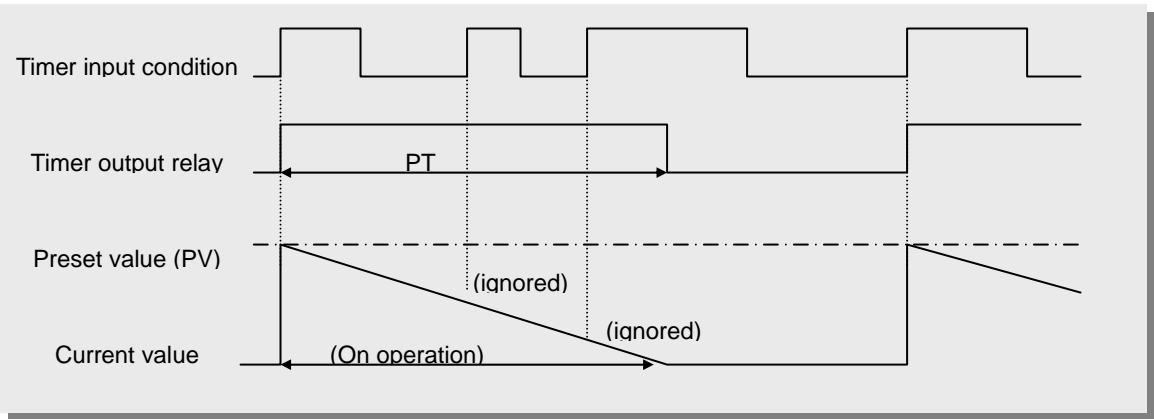 Timer input condition
Timer output relay
PT
Preset value (PV)
(ignored)
(ignored)
Current value
(On operation)